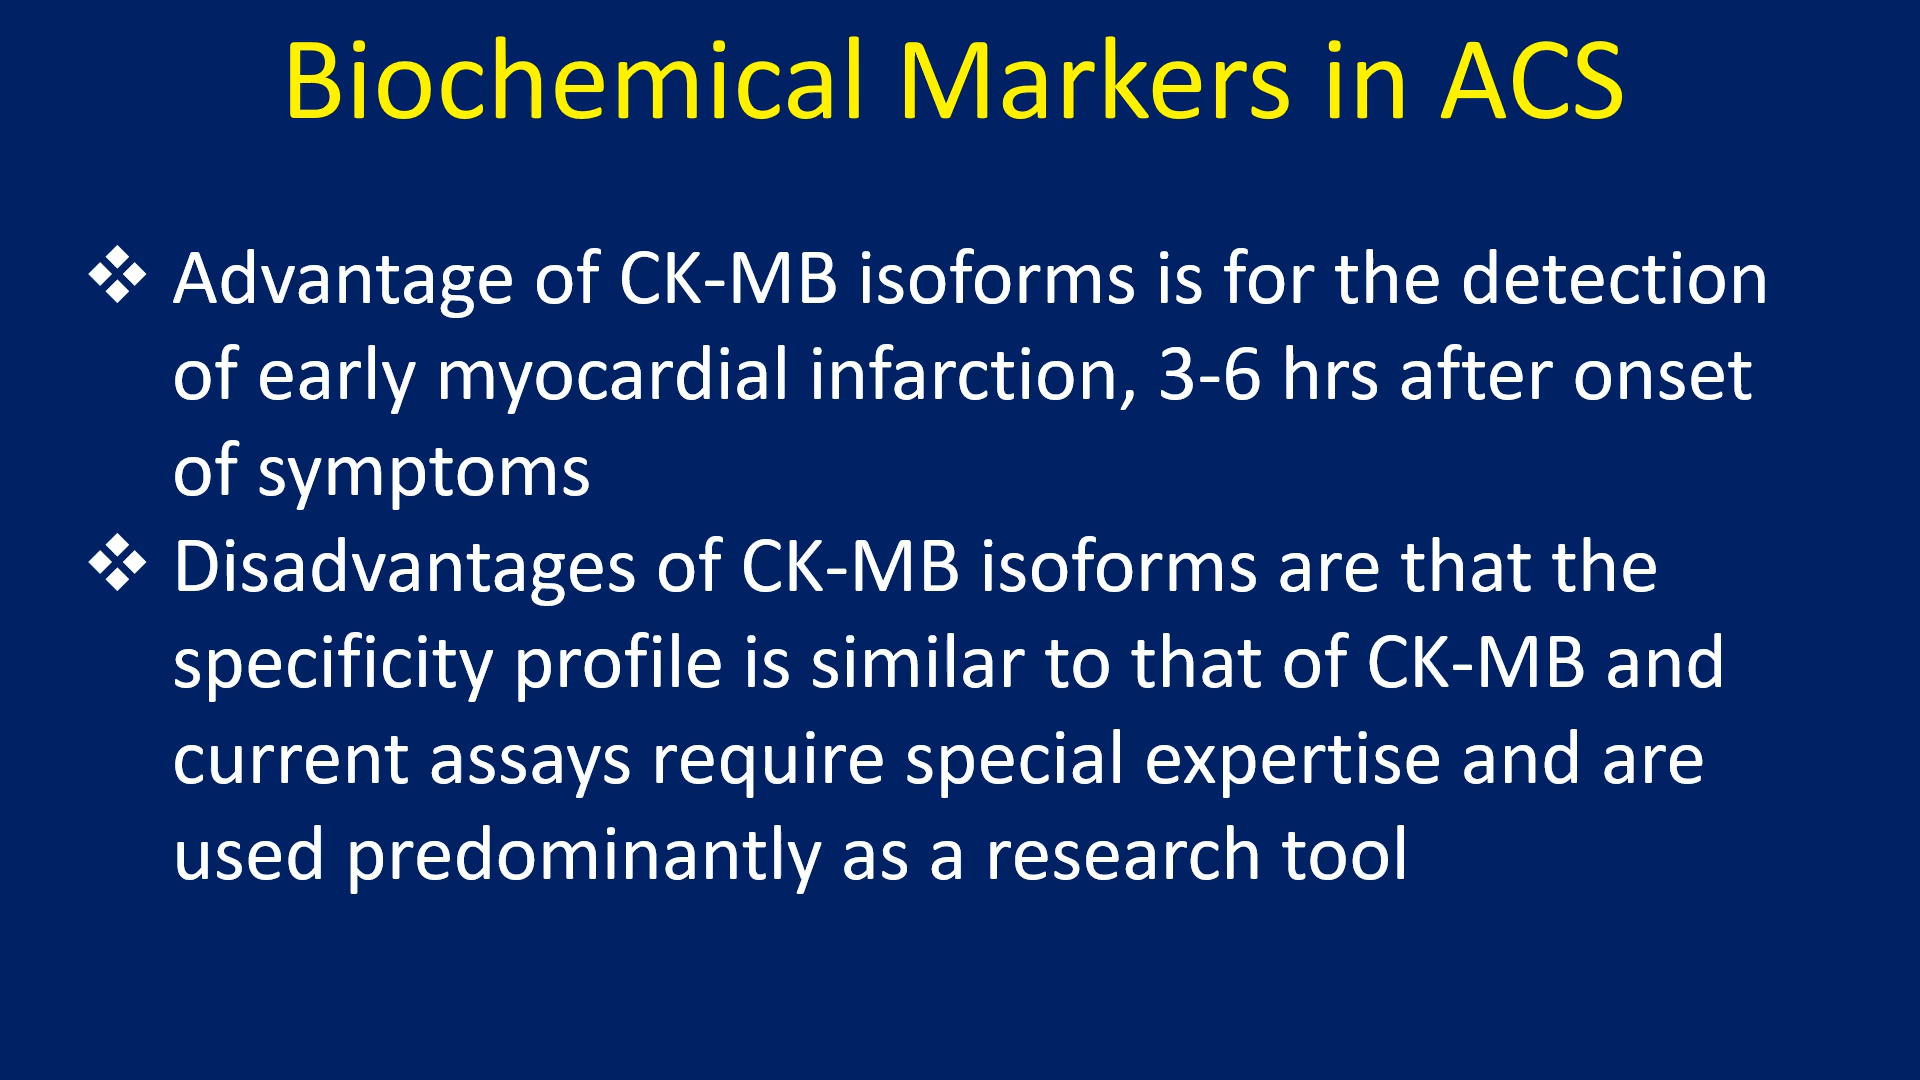 Biochemical Markers in ACS
❖ Advantage of CK-MB isoforms is for the detection
of early myocardial infarction, 3-6 hrs after onset
of symptoms
❖ Disadvantages of CK-MB isoforms are that the
specificity profile is similar to that of CK-MB and
current assays require special expertise and are
used predominantly as a research tool